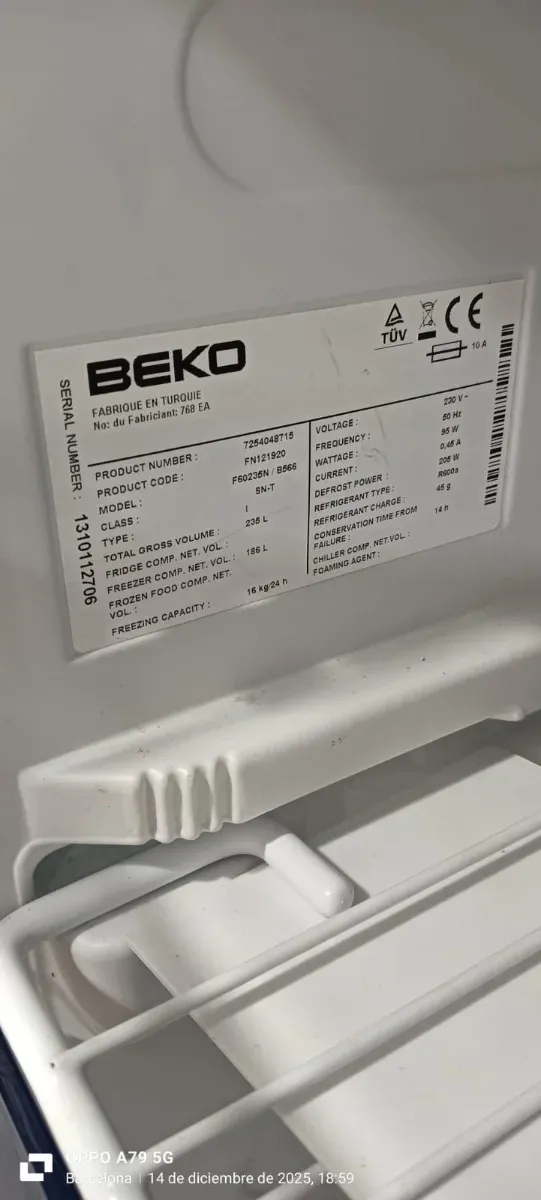 BEKO
FABRIQUE EN TURQUIE
No: du Fabriciant: 768 EA
TÜV
CE
10 A
SERIAL NUMBER : 1310112706
PRODUCT NUMBER : 7254048715
PRODUCT CODE : FN121920
MODEL : F60235N / B566
CLASS : SN-T
TYPE : I
TOTAL GROSS VOLUME : 235 L
FRIDGE COMP. NET. VOL. :
FREEZER COMP. NET. VOL. : 186 L
FROZEN FOOD COMP. NET.
VOL. :
FREEZING CAPACITY : 16 kg/24 h
VOLTAGE : 230 V ~
FREQUENCY : 50 Hz
WATTAGE : 95 W
CURRENT : 0,45 A
DEFROST POWER : 205 W
REFRIGERANT TYPE : R600a
REFRIGERANT CHARGE : 45 g
CONSERVATION TIME FROM
FAILURE : 14 h
CHILLER COMP. NET.VOL. :
FOAMING AGENT :
OPPO A79 5G
Barcelona | 14 de diciembre de 2025, 18:59